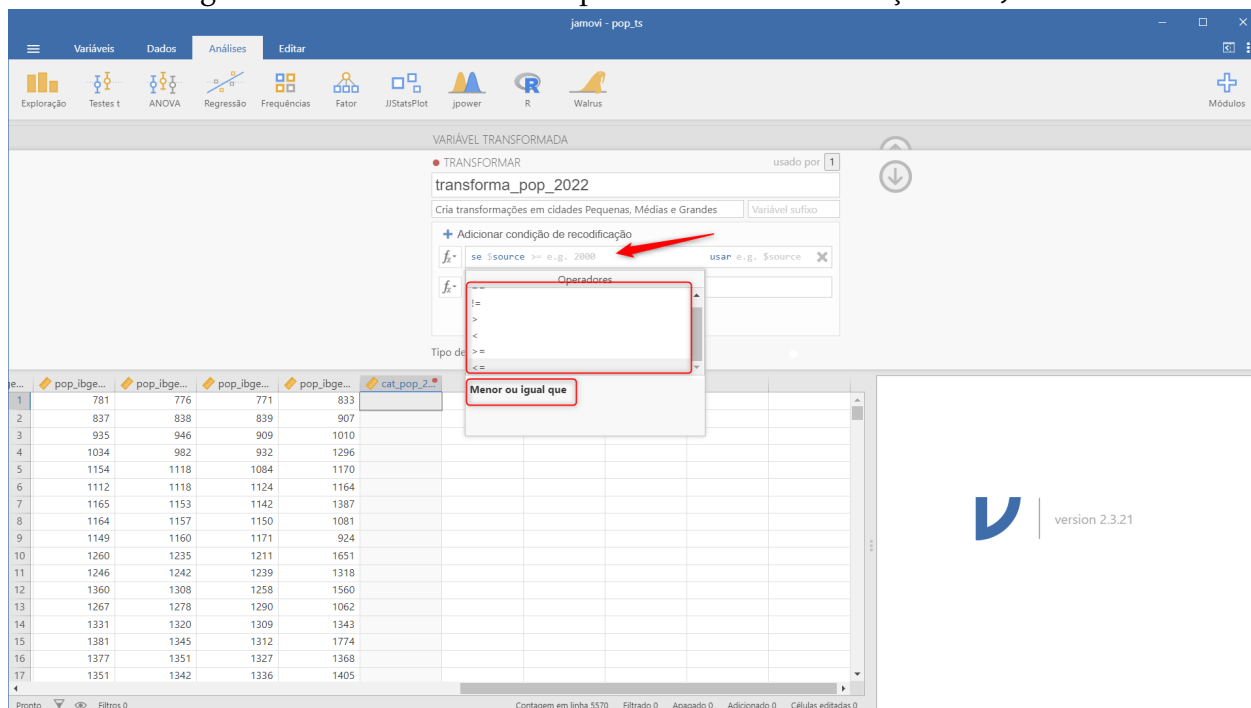 jamovi - pop_ts
Variáveis Dados Análises Editar
Exploração Testes t ANOVA Regressão Frequências Fator JJStatsPlot jpower R Walrus Módulos
VARIÁVEL TRANSFORMADA
TRANSFORMAR usado por 1
transforma_pop_2022
Cria transformações em cidades Pequenas, Médias e Grandes Variável sufixo
+ Adicionar condição de recodificação
fx se $source >= e.g. 2000 usar e.g. $source
Operadores
fx
!=
>
<
Tipo de >=
<=
Menor ou igual que
pop_ibge... pop_ibge... pop_ibge... pop_ibge... cat_pop_2...
1 781 776 771 833
2 837 838 839 907
3 935 946 909 1010
4 1034 982 932 1296
5 1154 1118 1084 1170
6 1112 1118 1124 1164
7 1165 1153 1142 1387
8 1164 1157 1150 1081
9 1149 1160 1171 924
10 1260 1235 1211 1651
11 1246 1242 1239 1318
12 1360 1308 1258 1560
13 1267 1278 1290 1062
14 1331 1320 1309 1343
15 1381 1345 1312 1774
16 1377 1351 1327 1368
17 1351 1342 1336 1405
version 2.3.21
Pronto Filtros 0 Contagem em linha 5570 Filtrado 0 Apagado 0 Adicionado 0 Células editadas 0